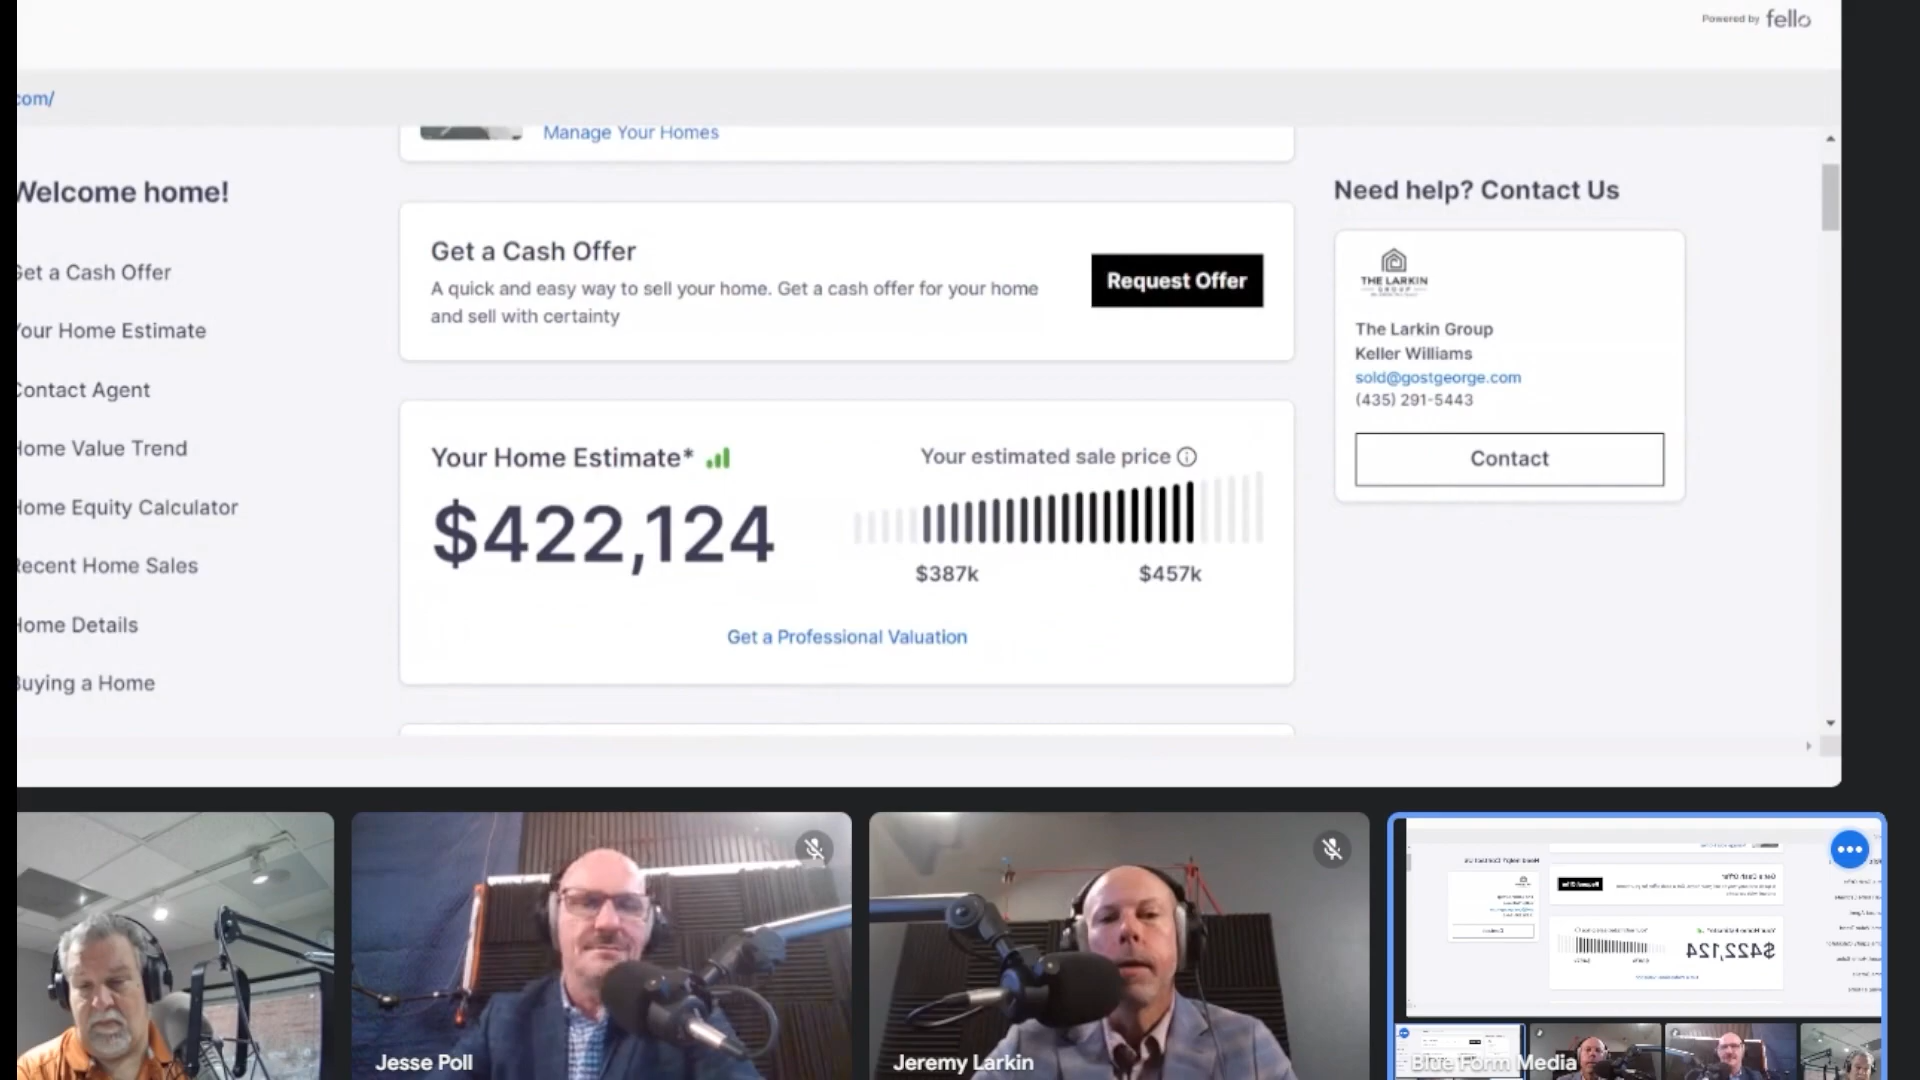 Powered by fello
com/
Manage Your Homes
Welcome home!
Get a Cash Offer
Your Home Estimate
Contact Agent
Home Value Trend
Home Equity Calculator
Recent Home Sales
Home Details
Buying a Home
Get a Cash Offer
A quick and easy way to sell your home. Get a cash offer for your home
and sell with certainty
Request Offer
Your Home Estimate*
$422,124
Your estimated sale price
$387k
$457k
Get a Professional Valuation
Need help? Contact Us
THE LARKIN
GROUP
The Larkin Group
Keller Williams
sold@gostgeorge.com
(435) 291-5443
Contact
Jesse Poll
Jeremy Larkin
$422,124
Blue Form Media